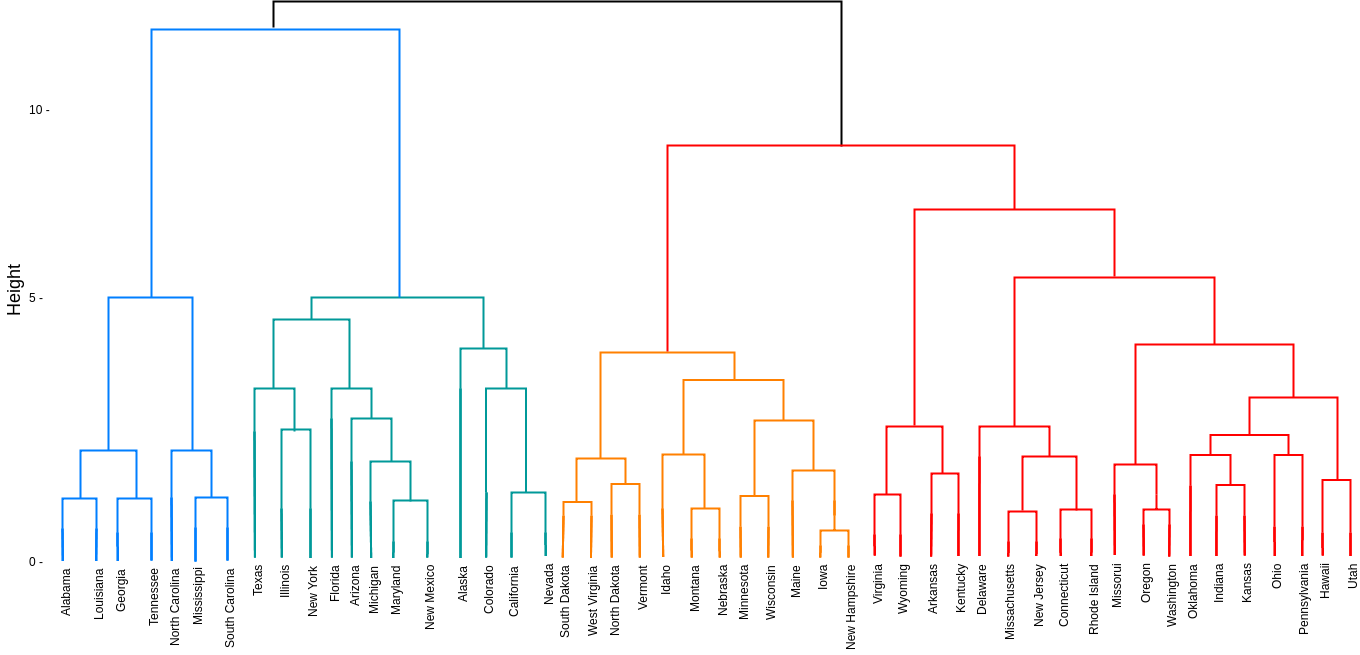 10 -
Height
5 -
0 -
Alabama
Louisiana
Georgia
Tennessee
North Carolina
Mississippi
South Carolina
Texas
Illinois
New York
Florida
Arizona
Michigan
Maryland
New Mexico
Alaska
Colorado
California
Nevada
South Dakota
West Virginia
North Dakota
Vermont
Idaho
Montana
Nebraska
Minnesota
Wisconsin
Maine
Iowa
New Hampshire
Virginia
Wyoming
Arkansas
Kentucky
Delaware
Missachusetts
New Jersey
Connecticut
Rhode Island
Missorui
Oregon
Washington
Oklahoma
Indiana
Kansas
Ohio
Pennsylvania
Hawaii
Utah